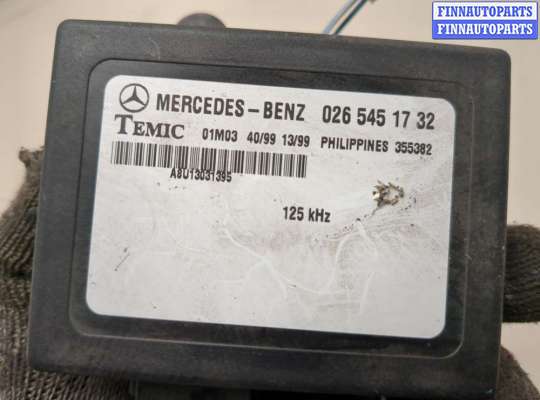 FINNAUTOPARTS
FINNAUTOPARTS
FINNAUTOPARTS
MERCEDES-BENZ 026 545 17 32
TEMIC 01M03 40/99 13/99 PHILIPPINES 355382
A8U13031395
125 kHz